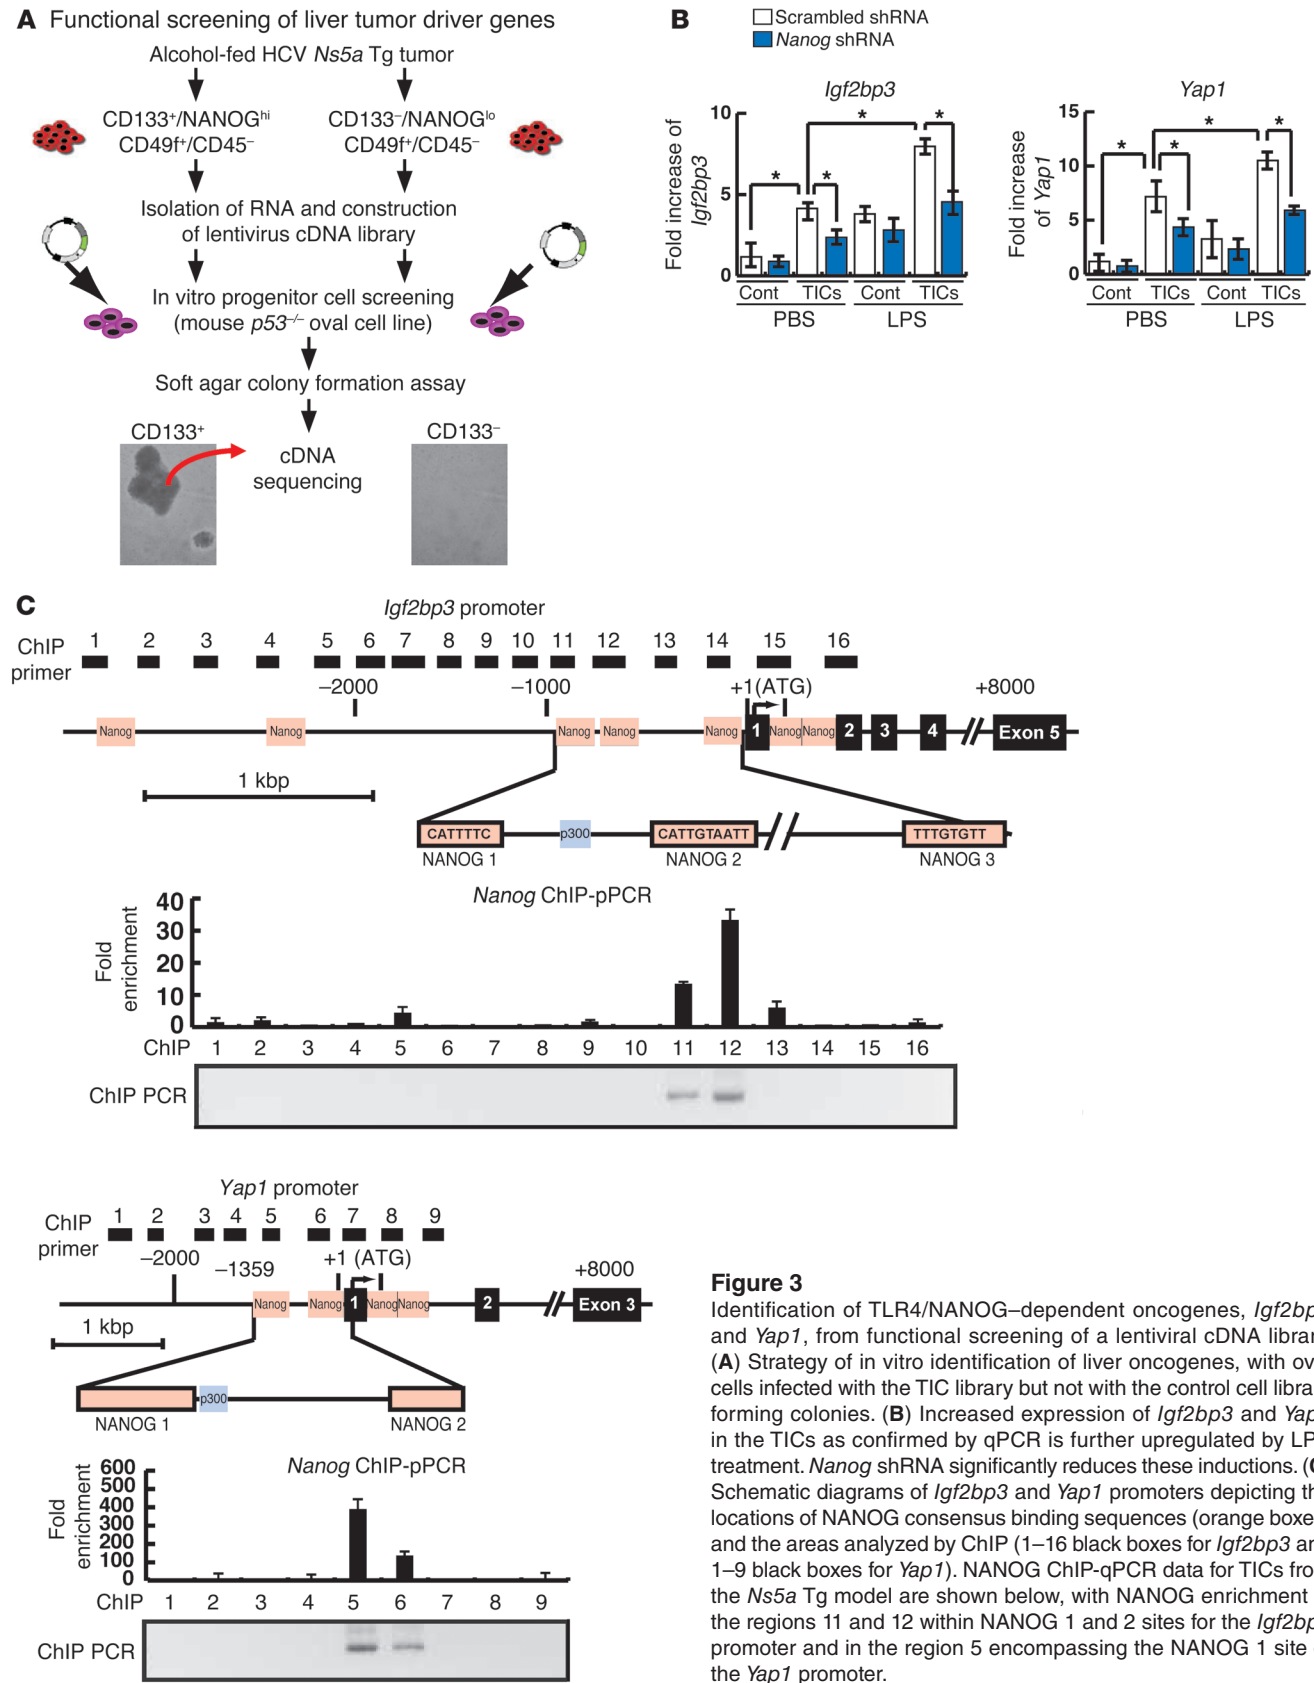 A Functional screening of liver tumor driver genes
Alcohol-fed HCV Ns5a Tg tumor
CD133+/NANOGhi CD133–/NANOGlo
CD49f+/CD45– CD49f+/CD45–
Isolation of RNA and construction
of lentivirus cDNA library
In vitro progenitor cell screening
(mouse p53–/– oval cell line)
Soft agar colony formation assay
CD133+ CD133–
cDNA
sequencing
B
Scrambled shRNA
Nanog shRNA
Igf2bp3
Fold increase of
Igf2bp3
10
5
0
* * * *
Cont TICs Cont TICs
PBS LPS
Yap1
Fold increase
of Yap1
15
10
5
0
* * * *
Cont TICs Cont TICs
PBS LPS
C
Igf2bp3 promoter
ChIP
primer
1 2 3 4 5 6 7 8 9 10 11 12 13 14 15 16
–2000 –1000 +1(ATG) +8000
Nanog Nanog Nanog Nanog Nanog 1 Nanog Nanog 2 3 4 Exon 5
1 kbp
CATTTTC p300 CATTGTAATT TTTGTGTT
NANOG 1 NANOG 2 NANOG 3
Nanog ChIP-pPCR
Fold
enrichment
40
30
20
10
0
ChIP 1 2 3 4 5 6 7 8 9 10 11 12 13 14 15 16
ChIP PCR
Yap1 promoter
ChIP
primer
1 2 3 4 5 6 7 8 9
–2000 –1359 +1 (ATG) +8000
Nanog Nanog 1 Nanog Nanog 2 Exon 3
1 kbp
p300
NANOG 1 NANOG 2
Nanog ChIP-pPCR
Fold
enrichment
600
500
400
300
200
100
0
ChIP 1 2 3 4 5 6 7 8 9
ChIP PCR
Figure 3
Identification of TLR4/NANOG–dependent oncogenes, Igf2bp
and Yap1, from functional screening of a lentiviral cDNA librar
(A) Strategy of in vitro identification of liver oncogenes, with ov
cells infected with the TIC library but not with the control cell libra
forming colonies. (B) Increased expression of Igf2bp3 and Yap
in the TICs as confirmed by qPCR is further upregulated by LP
treatment. Nanog shRNA significantly reduces these inductions. (C
Schematic diagrams of Igf2bp3 and Yap1 promoters depicting th
locations of NANOG consensus binding sequences (orange boxe
and the areas analyzed by ChIP (1–16 black boxes for Igf2bp3 an
1–9 black boxes for Yap1). NANOG ChIP-qPCR data for TICs fro
the Ns5a Tg model are shown below, with NANOG enrichment
the regions 11 and 12 within NANOG 1 and 2 sites for the Igf2bp
promoter and in the region 5 encompassing the NANOG 1 site
the Yap1 promoter.